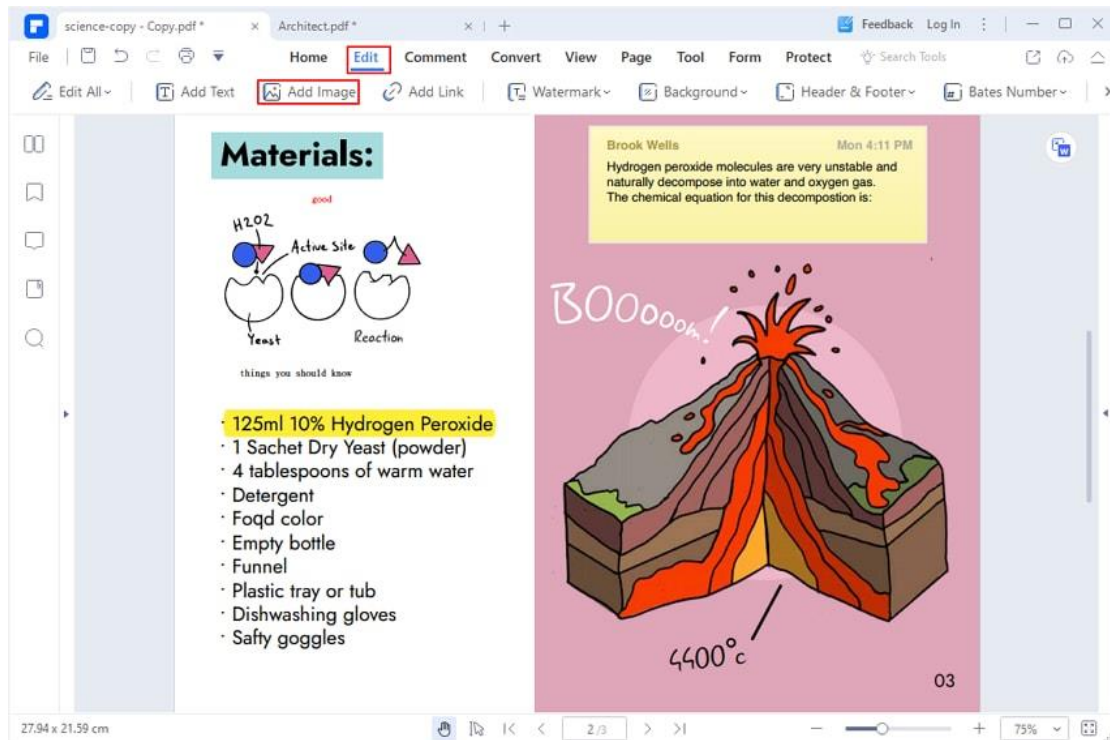 science-copy - Copy.pdf *
Architect.pdf *
Feedback Log In
File
Home Edit Comment Convert View Page Tool Form Protect Search Tools
Edit All Add Text Add Image Add Link Watermark Background Header & Footer Bates Number
Materials:
good
H2O2
Active Site
Yeast
Reaction
things you should know
· 125ml 10% Hydrogen Peroxide
· 1 Sachet Dry Yeast (powder)
· 4 tablespoons of warm water
· Detergent
· Foqd color
· Empty bottle
· Funnel
· Plastic tray or tub
· Dishwashing gloves
· Safty goggles
Brook Wells Mon 4:11 PM
Hydrogen peroxide molecules are very unstable and
naturally decompose into water and oxygen gas.
The chemical equation for this decompostion is:
BOOooom!
4400°c
03
27.94 x 21.59 cm
2 /3
75%